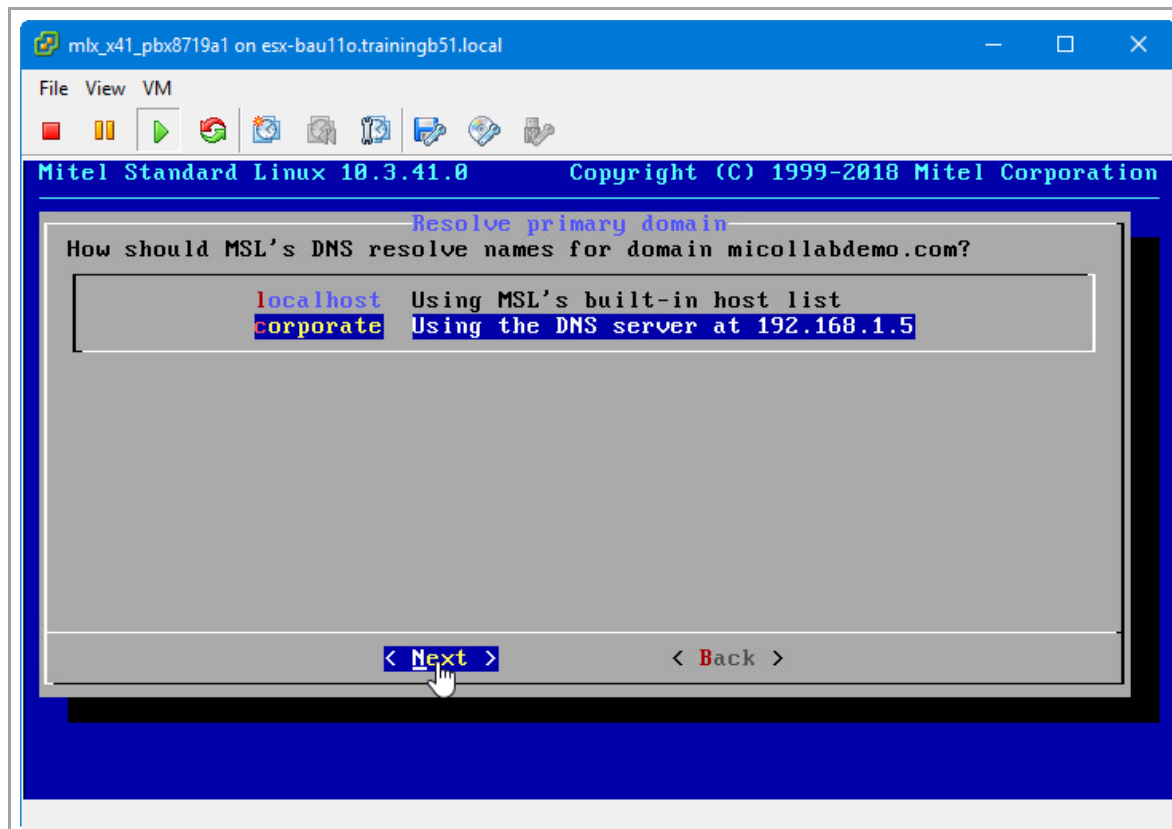 mlx_x41_pbx8719a1 on esx-bau11o.trainingb51.local
File View VM
Mitel Standard Linux 10.3.41.0 Copyright (C) 1999-2018 Mitel Corporation
Resolve primary domain
How should MSL's DNS resolve names for domain micollabdemo.com?
localhost Using MSL's built-in host list
corporate Using the DNS server at 192.168.1.5
< Next > < Back >